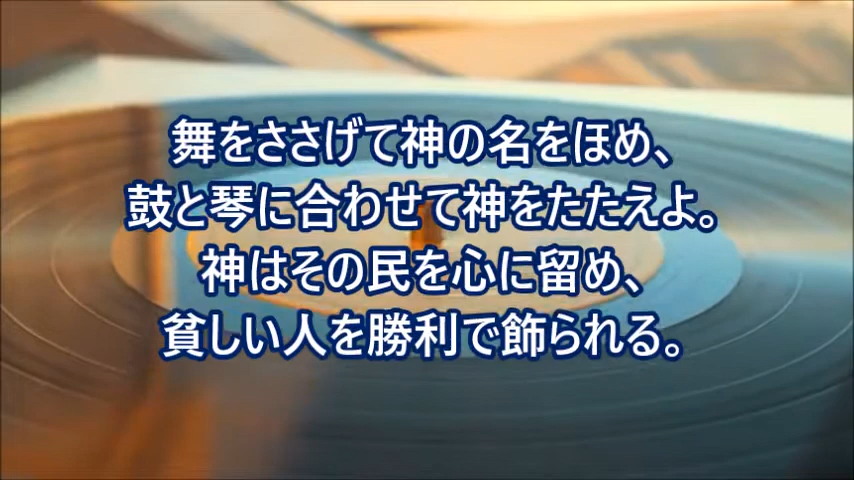 舞をささげて神の名をほめ、
鼓と琴に合わせて神をたたえよ。
神はその民を心に留め、
貧しい人を勝利で飾られる。